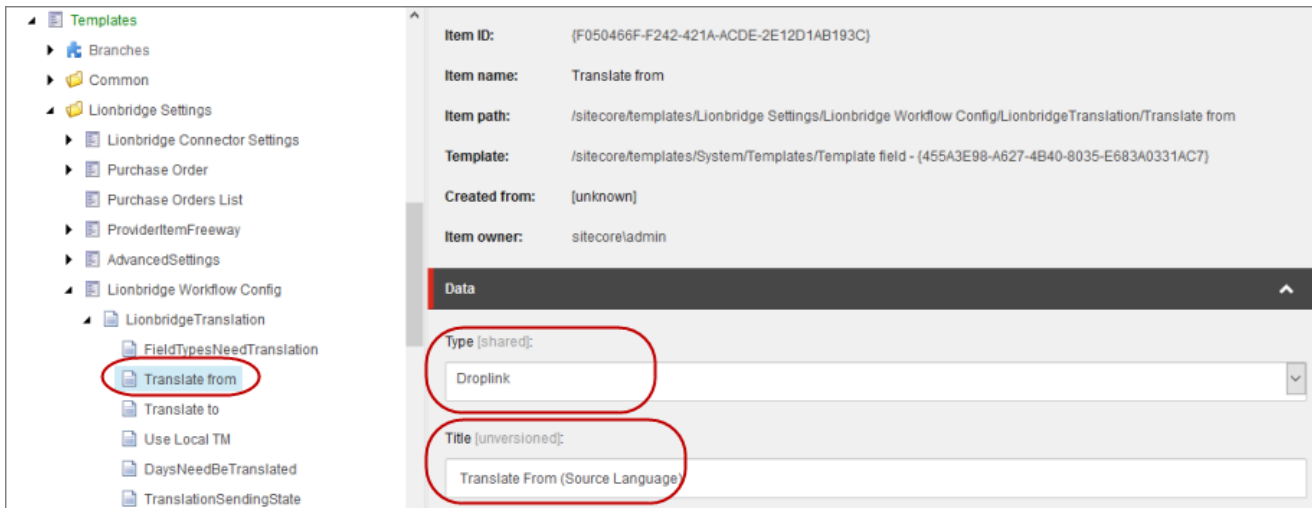 Templates
Branches
Common
Lionbridge Settings
Lionbridge Connector Settings
Purchase Order
Purchase Orders List
ProviderItemFreeway
AdvancedSettings
Lionbridge Workflow Config
LionbridgeTranslation
FieldTypesNeedTranslation
Translate from
Translate to
Use Local TM
DaysNeedBeTranslated
TranslationSendingState
Item ID: {F050466F-F242-421A-ACDE-2E12D1AB193C}
Item name: Translate from
Item path: /sitecore/templates/Lionbridge Settings/Lionbridge Workflow Config/LionbridgeTranslation/Translate from
Template: /sitecore/templates/System/Templates/Template field - {455A3E98-A627-4B40-8035-E683A0331AC7}
Created from: [unknown]
Item owner: sitecore\admin
Data
Type [shared]:
Droplink
Title [unversioned]:
Translate From (Source Language)